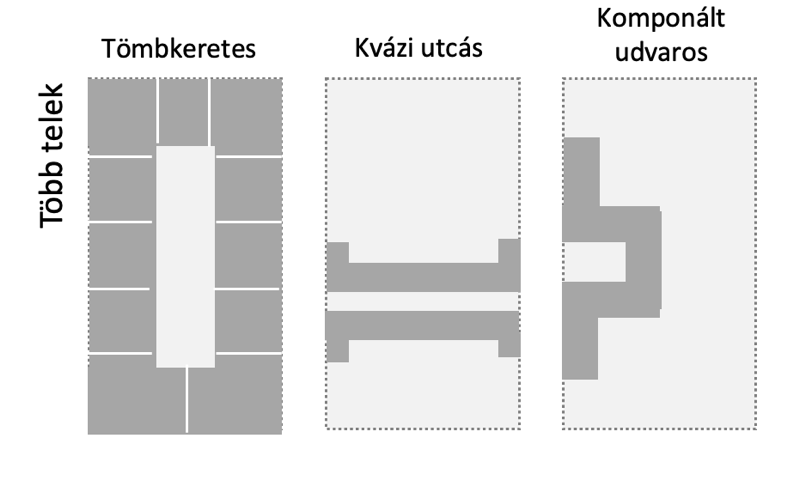 Tömbkeretes
Kvázi utcás
Komponált
udvaros
Több telek